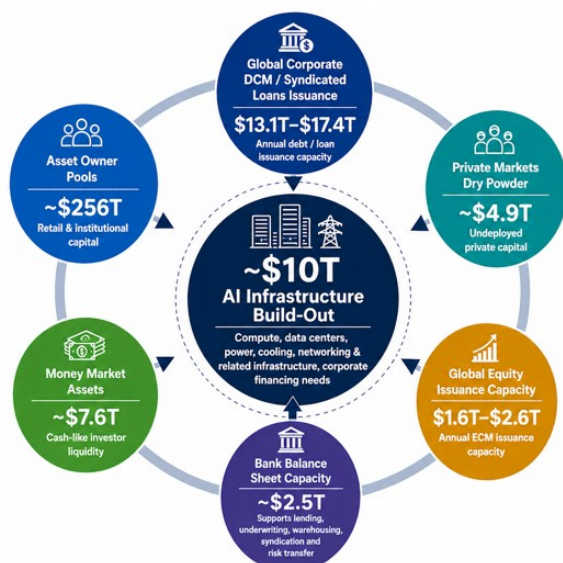 Global Corporate
DCM / Syndicated
Loans Issuance
$13.1T–$17.4T
Annual debt / loan
issuance capacity
Asset Owner
Pools
~$256T
Retail & institutional
capital
Private Markets
Dry Powder
~$4.9T
Undeployed
private capital
~$10T
AI Infrastructure
Build-Out
Compute, data centers,
power, cooling, networking &
related infrastructure, corporate
financing needs
Money Market
Assets
~$7.6T
Cash-like investor
liquidity
Global Equity
Issuance Capacity
$1.6T–$2.6T
Annual ECM issuance
capacity
Bank Balance
Sheet Capacity
~$2.5T
Supports lending,
underwriting, warehousing,
syndication and
risk transfer